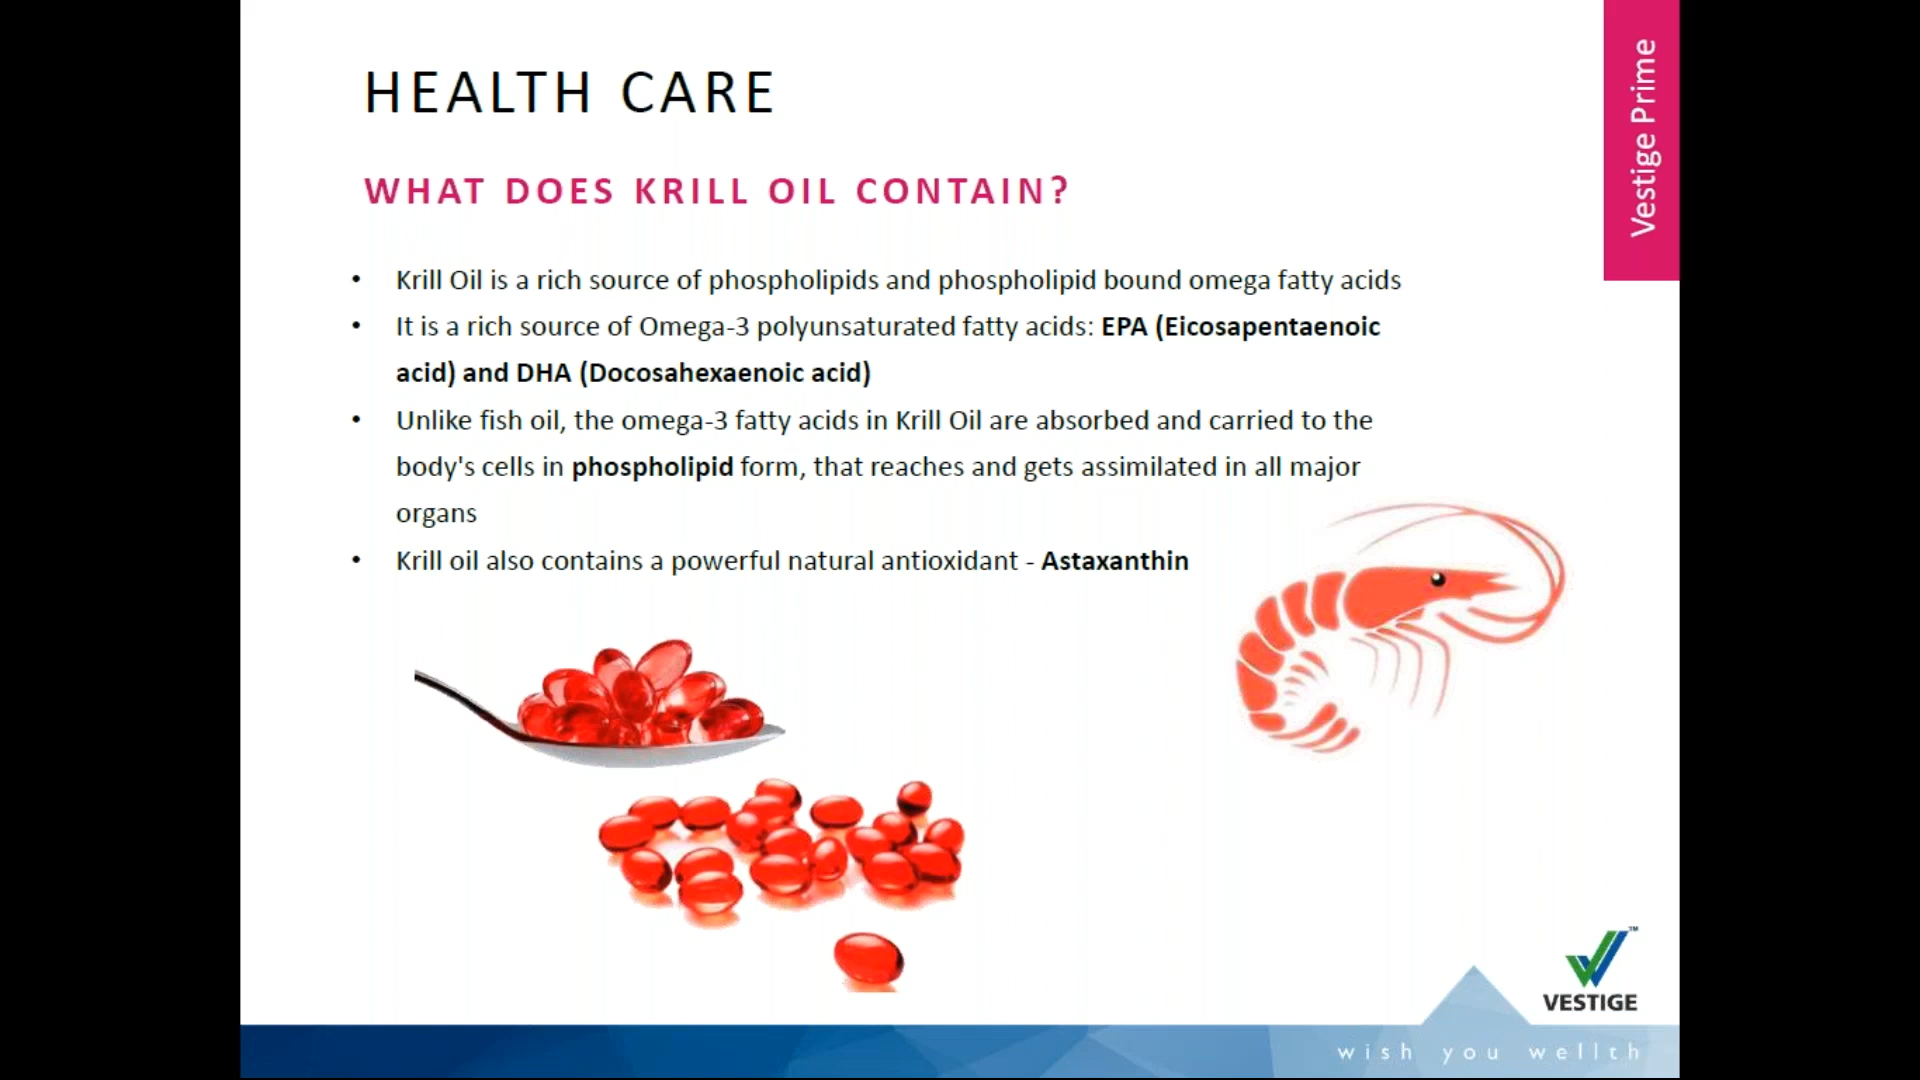 HEALTH CARE
Vestige Prime
WHAT DOES KRILL OIL CONTAIN?
• Krill Oil is a rich source of phospholipids and phospholipid bound omega fatty acids
• It is a rich source of Omega-3 polyunsaturated fatty acids: EPA (Eicosapentaenoic
acid) and DHA (Docosahexaenoic acid)
• Unlike fish oil, the omega-3 fatty acids in Krill Oil are absorbed and carried to the
body's cells in phospholipid form, that reaches and gets assimilated in all major
organs
• Krill oil also contains a powerful natural antioxidant - Astaxanthin
TM
VESTIGE
wish you wellth